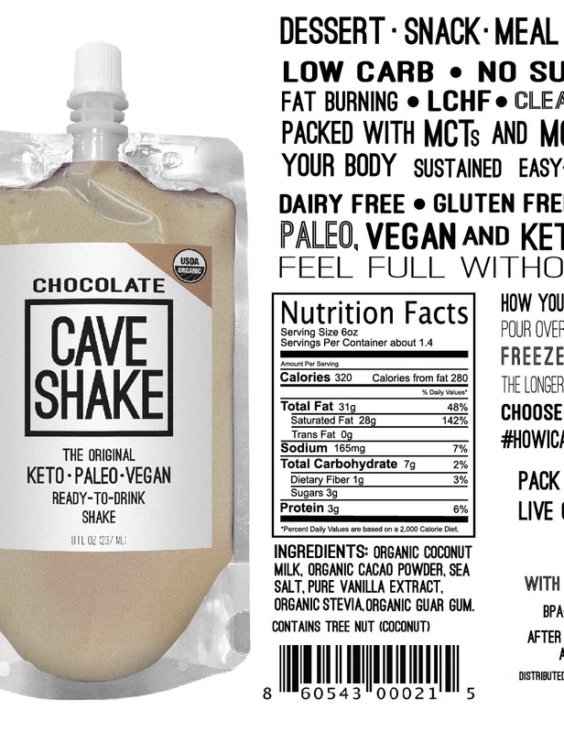 USDA
ORGANIC
CHOCOLATE
CAVE
SHAKE
THE ORIGINAL
KETO · PALEO · VEGAN
READY-TO-DRINK
SHAKE
8 FL OZ (237 ML)
DESSERT · SNACK · MEAL
LOW CARB • NO SU
FAT BURNING • LCHF • CLEA
PACKED WITH MCTs AND MO
YOUR BODY SUSTAINED EASY-
DAIRY FREE • GLUTEN FRE
PALEO, VEGAN AND KET
FEEL FULL WITHO
Nutrition Facts
Serving Size 6oz
Servings Per Container about 1.4
Amount Per Serving
Calories 320 Calories from fat 280
% Daily Values*
Total Fat 31g 48%
Saturated Fat 28g 142%
Trans Fat 0g
Sodium 165mg 7%
Total Carbohydrate 7g 2%
Dietary Fiber 1g 3%
Sugars 3g
Protein 3g 6%
*Percent Daily Values are based on a 2,000 Calorie Diet.
INGREDIENTS: ORGANIC COCONUT
MILK, ORGANIC CACAO POWDER, SEA
SALT, PURE VANILLA EXTRACT,
ORGANIC STEVIA, ORGANIC GUAR GUM.
CONTAINS TREE NUT (COCONUT)
8 60543 00021 5
HOW YOU
POUR OVER
FREEZE
THE LONGER
CHOOSE
#HOWICA
PACK
LIVE
WITH
BPA
AFTER
A
DISTRIBUTED